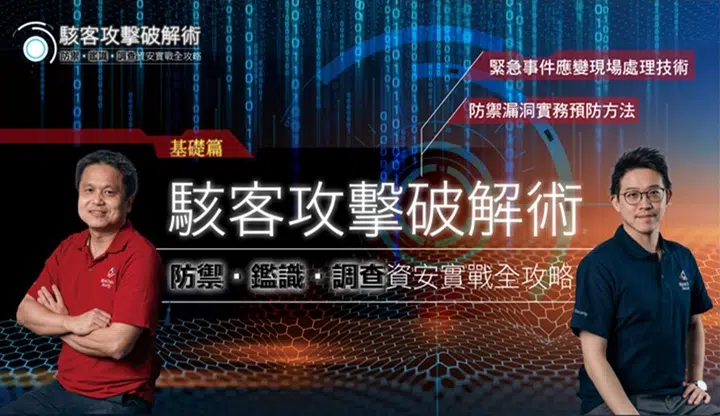 駭客攻擊破解術
防禦・鑑識・調查資安實戰全攻略
緊急事件應變現場處理技術
防禦漏洞實務預防方法
基礎篇
駭客攻擊破解術
防禦・鑑識・調查資安實戰全攻略